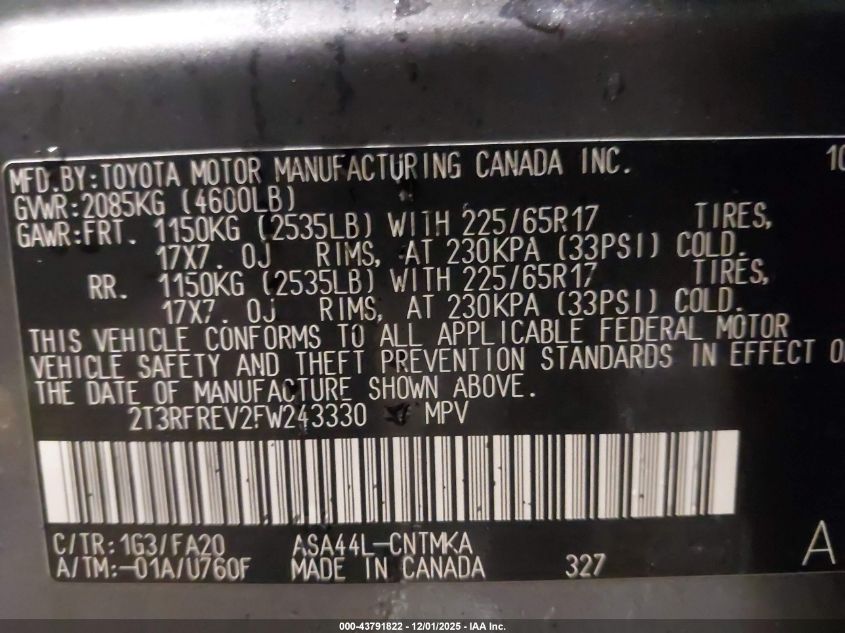 MFD.BY:TOYOTA MOTOR MANUFACTURING CANADA INC. 10
GVWR:2085KG (4600LB)
GAWR:FRT. 1150KG (2535LB) WITH 225/65R17 TIRES,
17X7.0J RIMS, AT 230KPA (33PSI) COLD.
RR. 1150KG (2535LB) WITH 225/65R17 TIRES,
17X7.0J RIMS, AT 230KPA (33PSI) COLD.
THIS VEHICLE CONFORMS TO ALL APPLICABLE FEDERAL MOTOR
VEHICLE SAFETY AND THEFT PREVENTION STANDARDS IN EFFECT O
THE DATE OF MANUFACTURE SHOWN ABOVE.
2T3RFREV2FW243330 MPV
C/TR:1G3/FA20 ASA44L-CNTMKA A
A/TM:-01A/U760F MADE IN CANADA 327
000-43791822 - 12/01/2025 - IAA Inc.